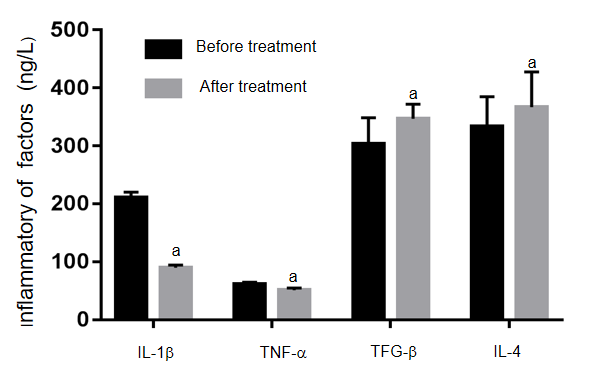 Inflammatory of factors (ng/L)
500
400
300
200
100
0
Before treatment
After treatment
a
a
a
a
IL-1β
TNF-α
TFG-β
IL-4